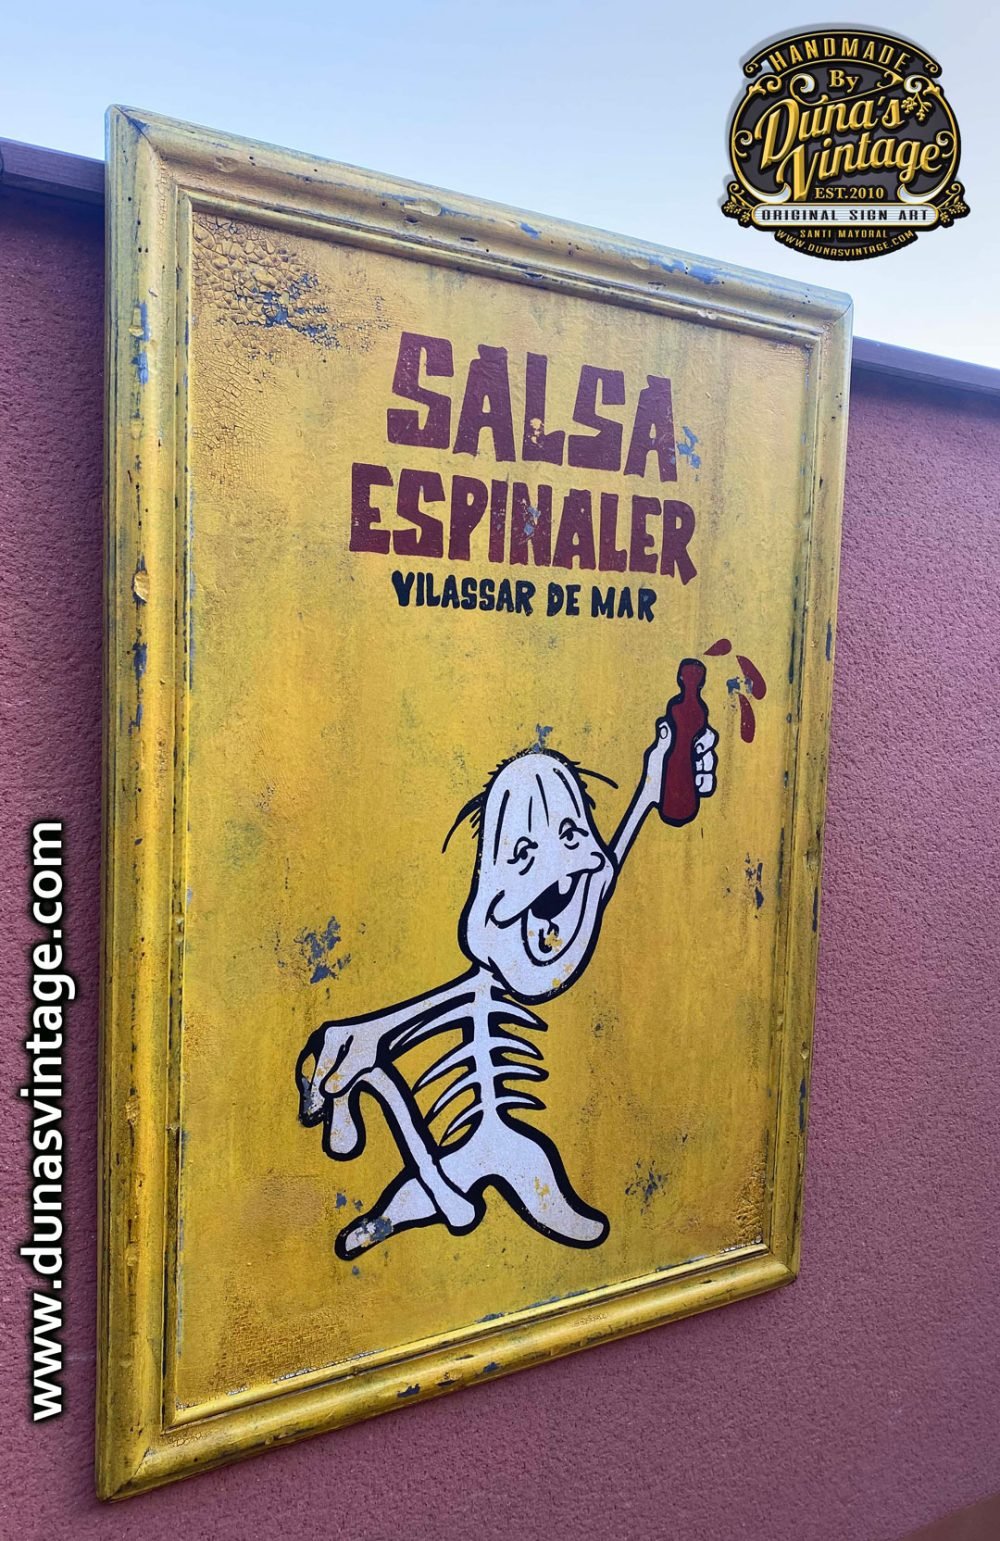 HANDMADE
By
Duna's
Vintage
EST.2010
ORIGINAL SIGN ART
SANTI MAYORAL
WWW.DUNASVINTAGE.COM
SALSA
ESPINALER
VILASSAR DE MAR
www.dunasvintage.com